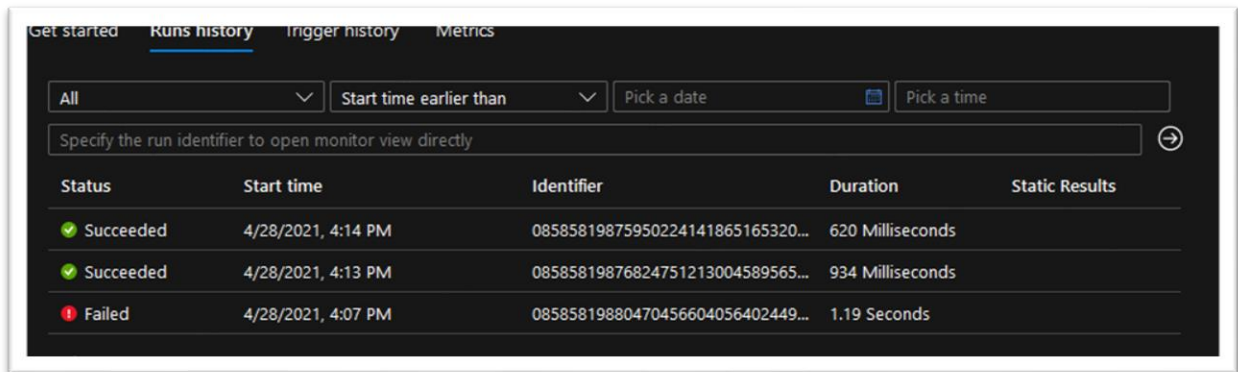 Get started Runs history Trigger history Metrics
All Start time earlier than Pick a date Pick a time
Specify the run identifier to open monitor view directly
Status Start time Identifier Duration Static Results
Succeeded 4/28/2021, 4:14 PM 08585819875950224141865165320... 620 Milliseconds
Succeeded 4/28/2021, 4:13 PM 08585819876824751213004589565... 934 Milliseconds
Failed 4/28/2021, 4:07 PM 08585819880470456604056402449... 1.19 Seconds